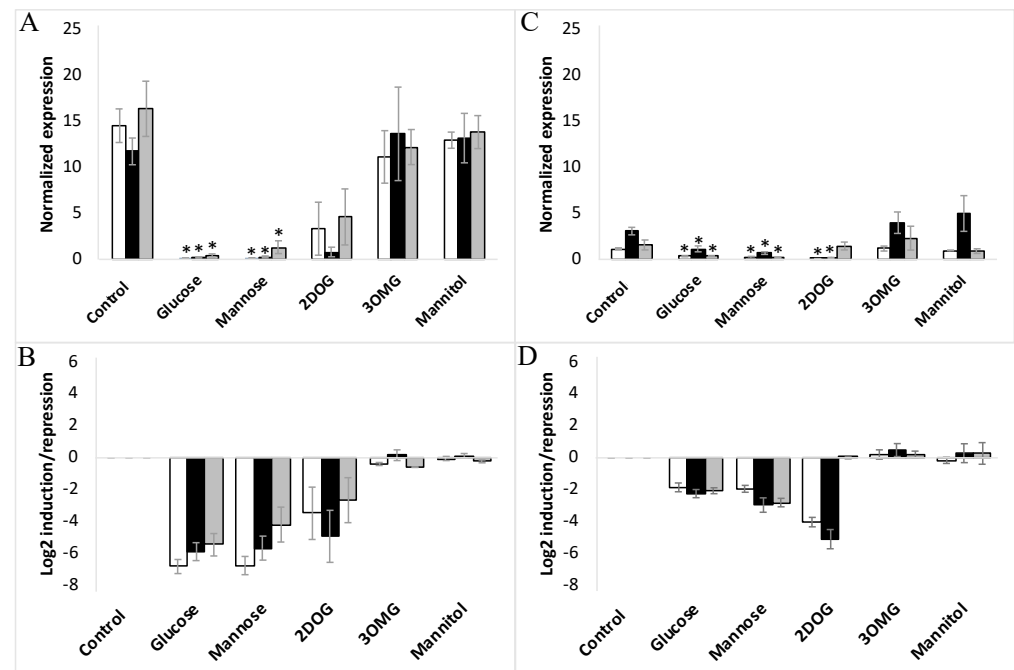 A
25
20
15
10
5
0
Normalized expression
* * *
* * *
Control
Glucose
Mannose
2DOG
3OMG
Mannitol
C
25
20
15
10
5
0
Normalized expression
* * *
* * *
* *
Control
Glucose
Mannose
2DOG
3OMG
Mannitol
B
6
4
2
0
-2
-4
-6
-8
Log2 induction/repression
Control
Glucose
Mannose
2DOG
3OMG
Mannitol
D
6
4
2
0
-2
-4
-6
-8
Log2 induction/repression
Control
Glucose
Mannose
2DOG
3OMG
Mannitol